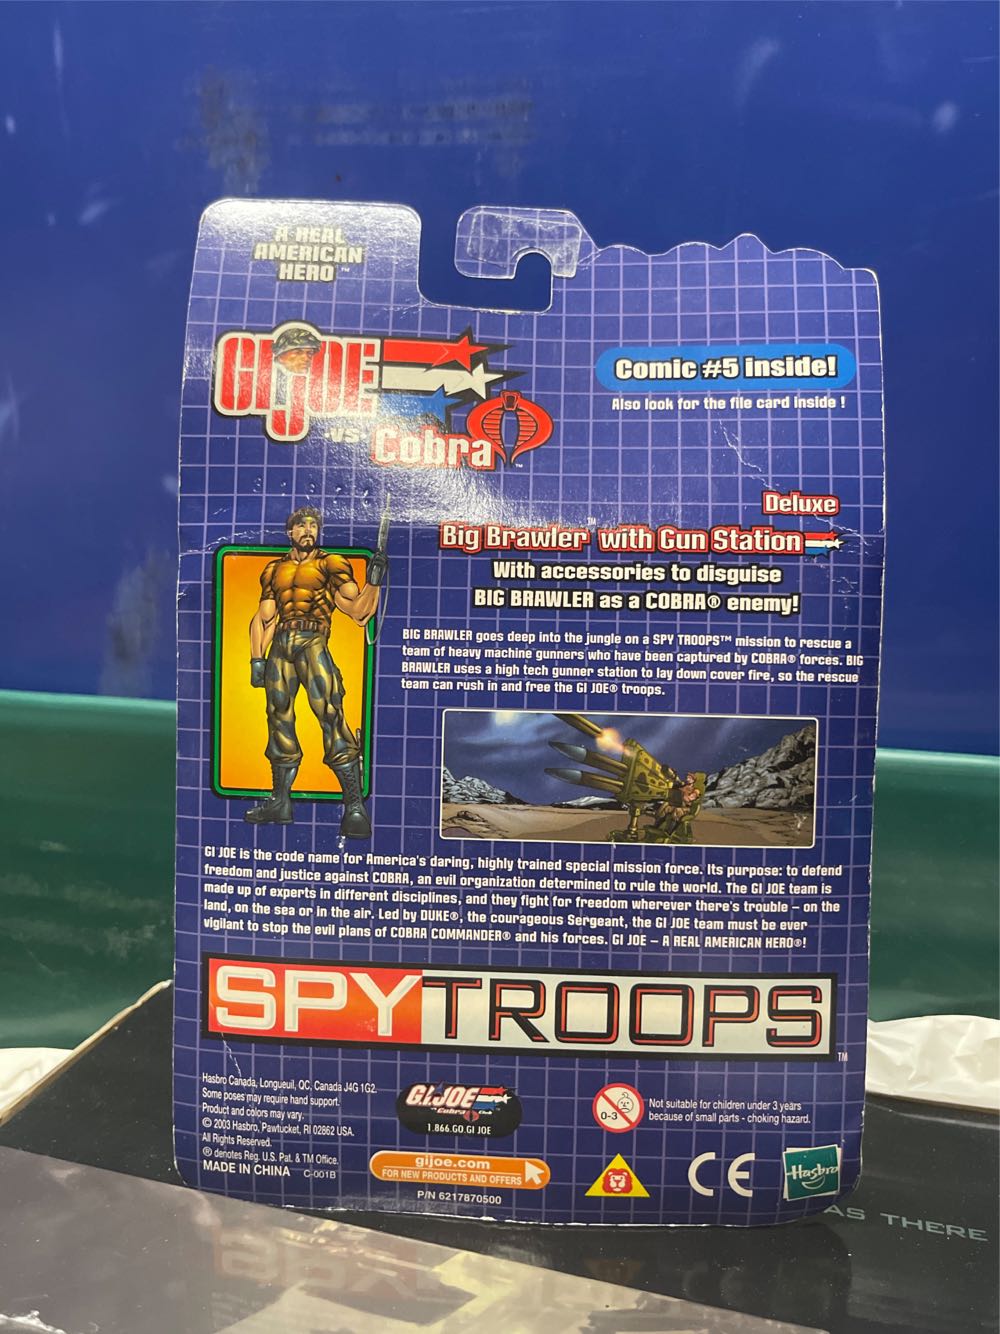 A REAL
AMERICAN
HERO™
GI JOE
vs Cobra™
Comic #5 inside!
Also look for the file card inside !
Deluxe
Big Brawler™ with Gun Station
With accessories to disguise
BIG BRAWLER as a COBRA® enemy!
BIG BRAWLER goes deep into the jungle on a SPY TROOPS™ mission to rescue a
team of heavy machine gunners who have been captured by COBRA® forces. BIG
BRAWLER uses a high tech gunner station to lay down cover fire, so the rescue
team can rush in and free the GI JOE® troops.
GI JOE is the code name for America's daring, highly trained special mission force. Its purpose: to defend
freedom and justice against COBRA, an evil organization determined to rule the world. The GI JOE team is
made up of experts in different disciplines, and they fight for freedom wherever there's trouble – on the
land, on the sea or in the air. Led by DUKE®, the courageous Sergeant, the GI JOE team must be ever
vigilant to stop the evil plans of COBRA COMMANDER® and his forces. GI JOE – A REAL AMERICAN HERO®!
SPYTROOPS™
Hasbro Canada, Longueuil, QC, Canada J4G 1G2.
Some poses may require hand support.
Product and colors may vary.
© 2003 Hasbro, Pawtucket, RI 02862 USA.
All Rights Reserved.
® denotes Reg. U.S. Pat. & TM Office.
MADE IN CHINA C-001B
GI JOE
vs Cobra Club
1.866.GO.GI JOE
gijoe.com
FOR NEW PRODUCTS AND OFFERS
P/N 6217870500
0-3
Not suitable for children under 3 years
because of small parts - choking hazard.
CE
Hasbro
AS THERE